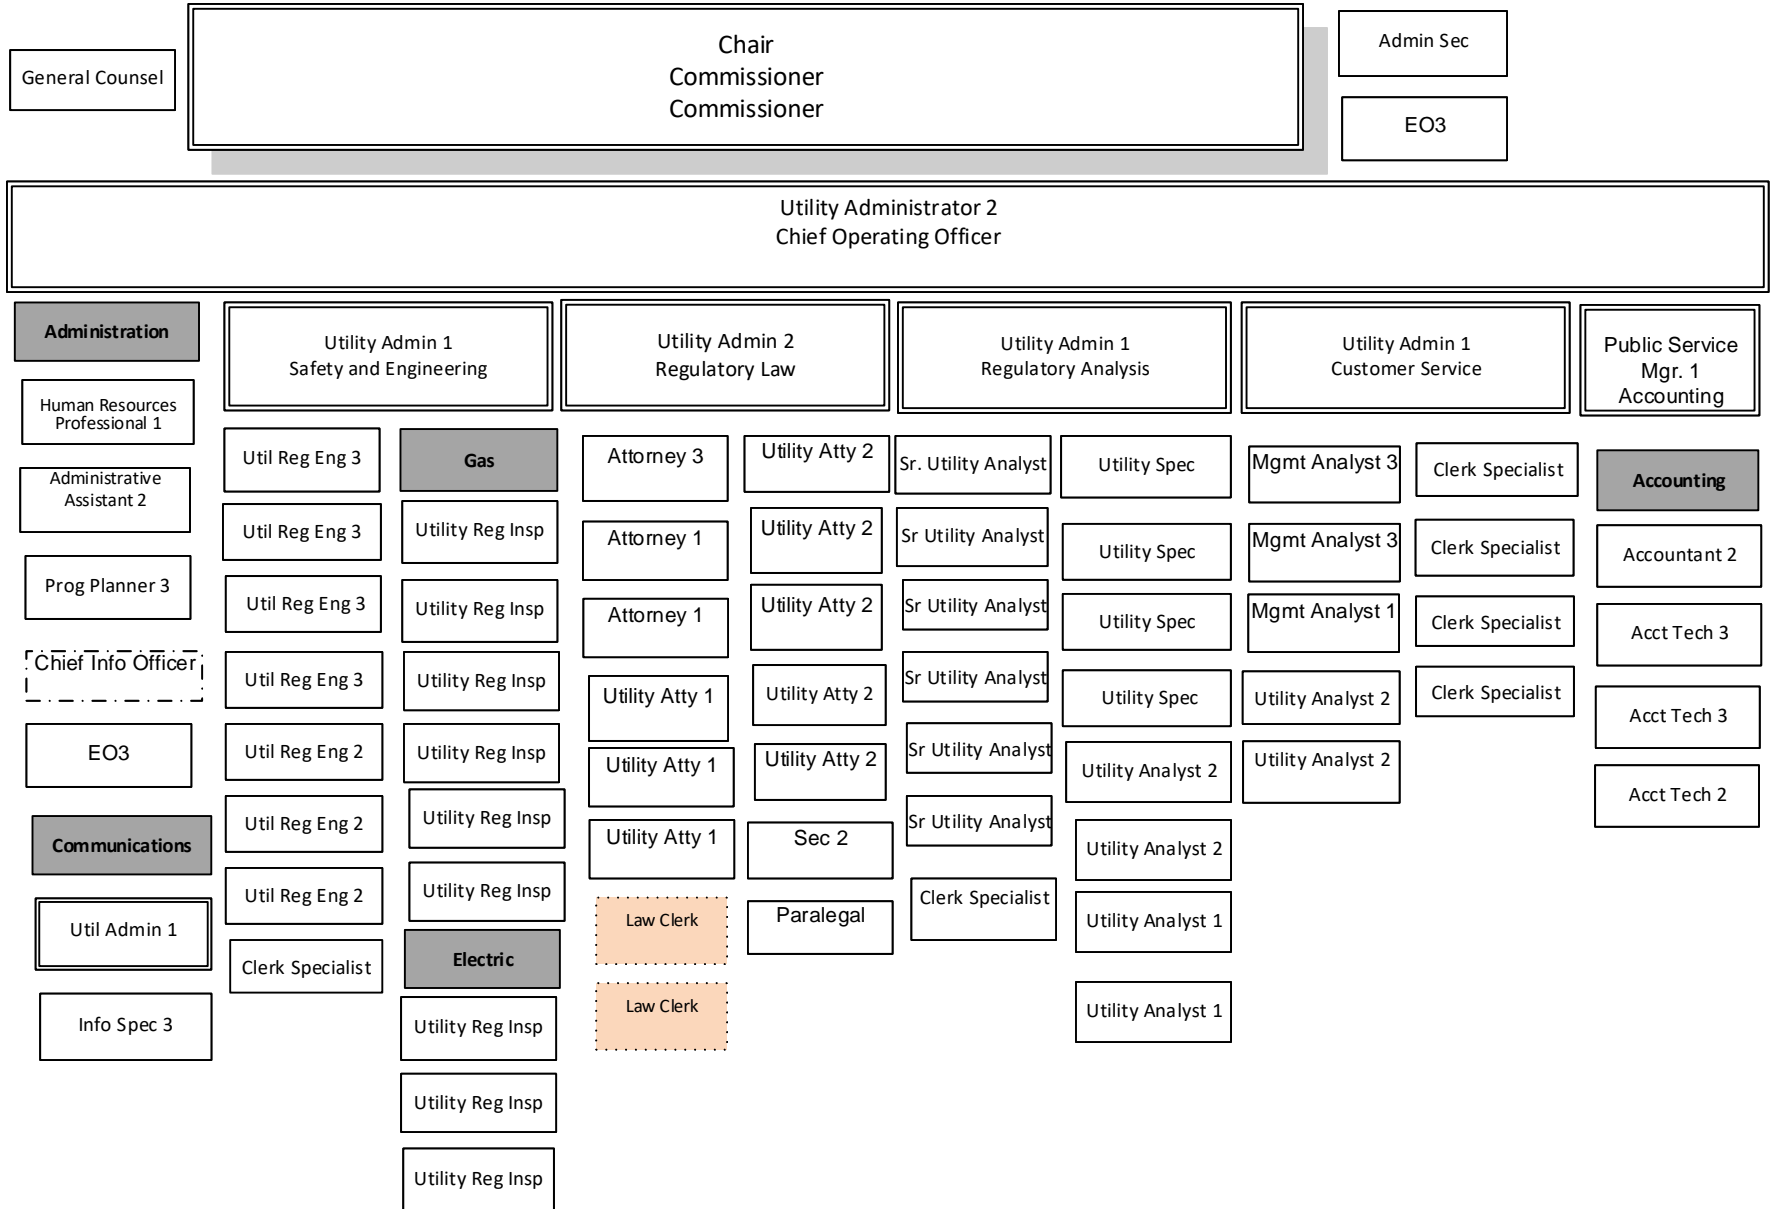 General Counsel
Chair
Commissioner
Commissioner
Admin Sec
EO3
Utility Administrator 2
Chief Operating Officer
Administration
Human Resources
Professional 1
Administrative
Assistant 2
Prog Planner 3
Chief Info Officer
EO3
Communications
Util Admin 1
Info Spec 3
Utility Admin 1
Safety and Engineering
Util Reg Eng 3
Util Reg Eng 3
Util Reg Eng 3
Util Reg Eng 3
Util Reg Eng 2
Util Reg Eng 2
Util Reg Eng 2
Clerk Specialist
Gas
Utility Reg Insp
Utility Reg Insp
Utility Reg Insp
Utility Reg Insp
Utility Reg Insp
Utility Reg Insp
Electric
Utility Reg Insp
Utility Reg Insp
Utility Reg Insp
Utility Admin 2
Regulatory Law
Attorney 3
Attorney 1
Attorney 1
Utility Atty 1
Utility Atty 1
Utility Atty 1
Law Clerk
Law Clerk
Utility Atty 2
Utility Atty 2
Utility Atty 2
Utility Atty 2
Utility Atty 2
Sec 2
Paralegal
Utility Admin 1
Regulatory Analysis
Sr. Utility Analyst
Sr Utility Analyst
Sr Utility Analyst
Sr Utility Analyst
Sr Utility Analyst
Sr Utility Analyst
Clerk Specialist
Utility Spec
Utility Spec
Utility Spec
Utility Spec
Utility Analyst 2
Utility Analyst 2
Utility Analyst 1
Utility Analyst 1
Utility Admin 1
Customer Service
Mgmt Analyst 3
Mgmt Analyst 3
Mgmt Analyst 1
Utility Analyst 2
Utility Analyst 2
Clerk Specialist
Clerk Specialist
Clerk Specialist
Clerk Specialist
Public Service
Mgr. 1
Accounting
Accounting
Accountant 2
Acct Tech 3
Acct Tech 3
Acct Tech 2